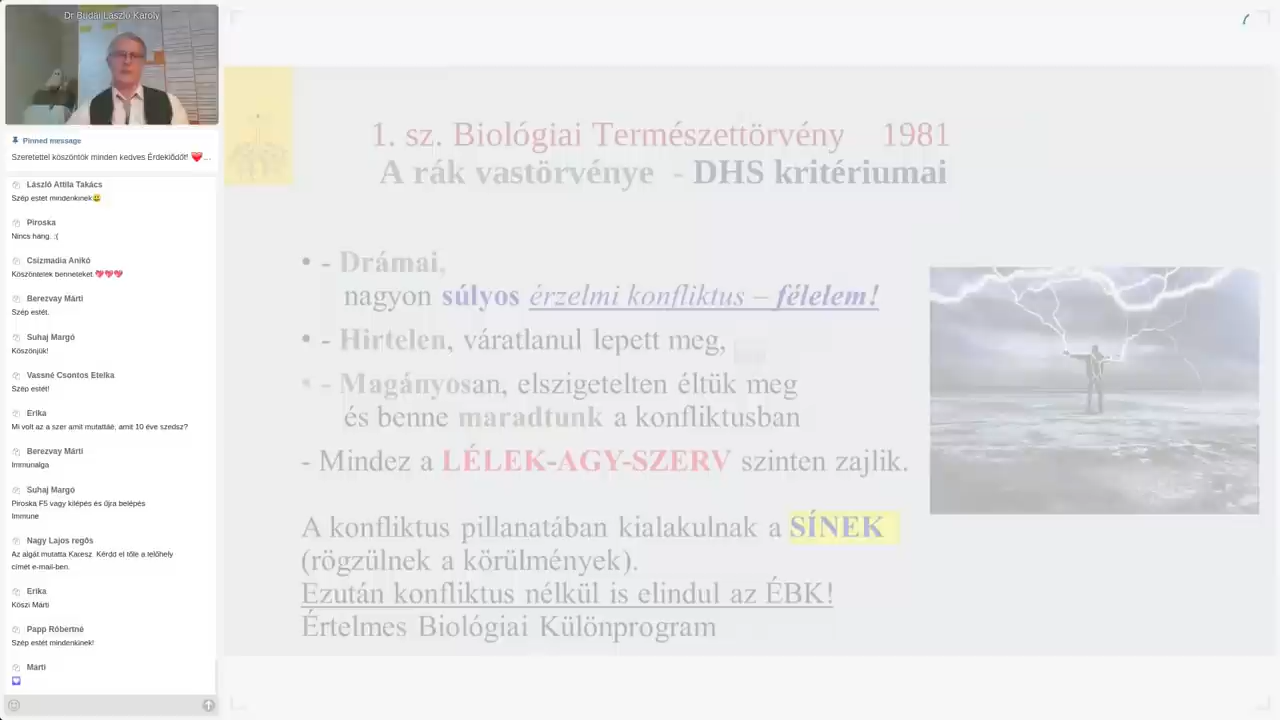 Dr Budai László Károly
Pinned message
Szeretettel köszöntök minden kedves Érdeklődőt! ❤️...
László Attila Takács
Szép estét mindenkinek😃
Piroska
Nincs hang. :(
Csizmadia Anikó
Köszöntelek benneteket.💖💖💖
Berezvay Márti
Szép estét.
Suhaj Margó
Köszönjük!
Vassné Csontos Etelka
Szép estét!
Erika
Mi volt az a szer amit mutattáé, amit 10 éve szedsz?
Berezvay Márti
Immunalga
Suhaj Margó
Piroska F5 vagy kilépés és újra belépés
Immune
Nagy Lajos regős
Az algát mutatta Karesz Kérdd el tőle a telőhely
címét e-mail-ben.
Erika
Köszi Márti
Papp Róbertné
Szép estét mindenkinek!
Márti
1. sz. Biológiai Természettörvény 1981
A rák vastörvénye - DHS kritériumai
• - Drámai,
nagyon súlyos érzelmi konfliktus – félelem!
• - Hirtelen, váratlanul lepett meg,
• - Magányosan, elszigetelten éltük meg
és benne maradtunk a konfliktusban
- Mindez a LÉLEK-AGY-SZERV szinten zajlik.
A konfliktus pillanatában kialakulnak a SÍNEK
(rögzülnek a körülmények).
Ezután konfliktus nélkül is elindul az ÉBK!
Értelmes Biológiai Különprogram